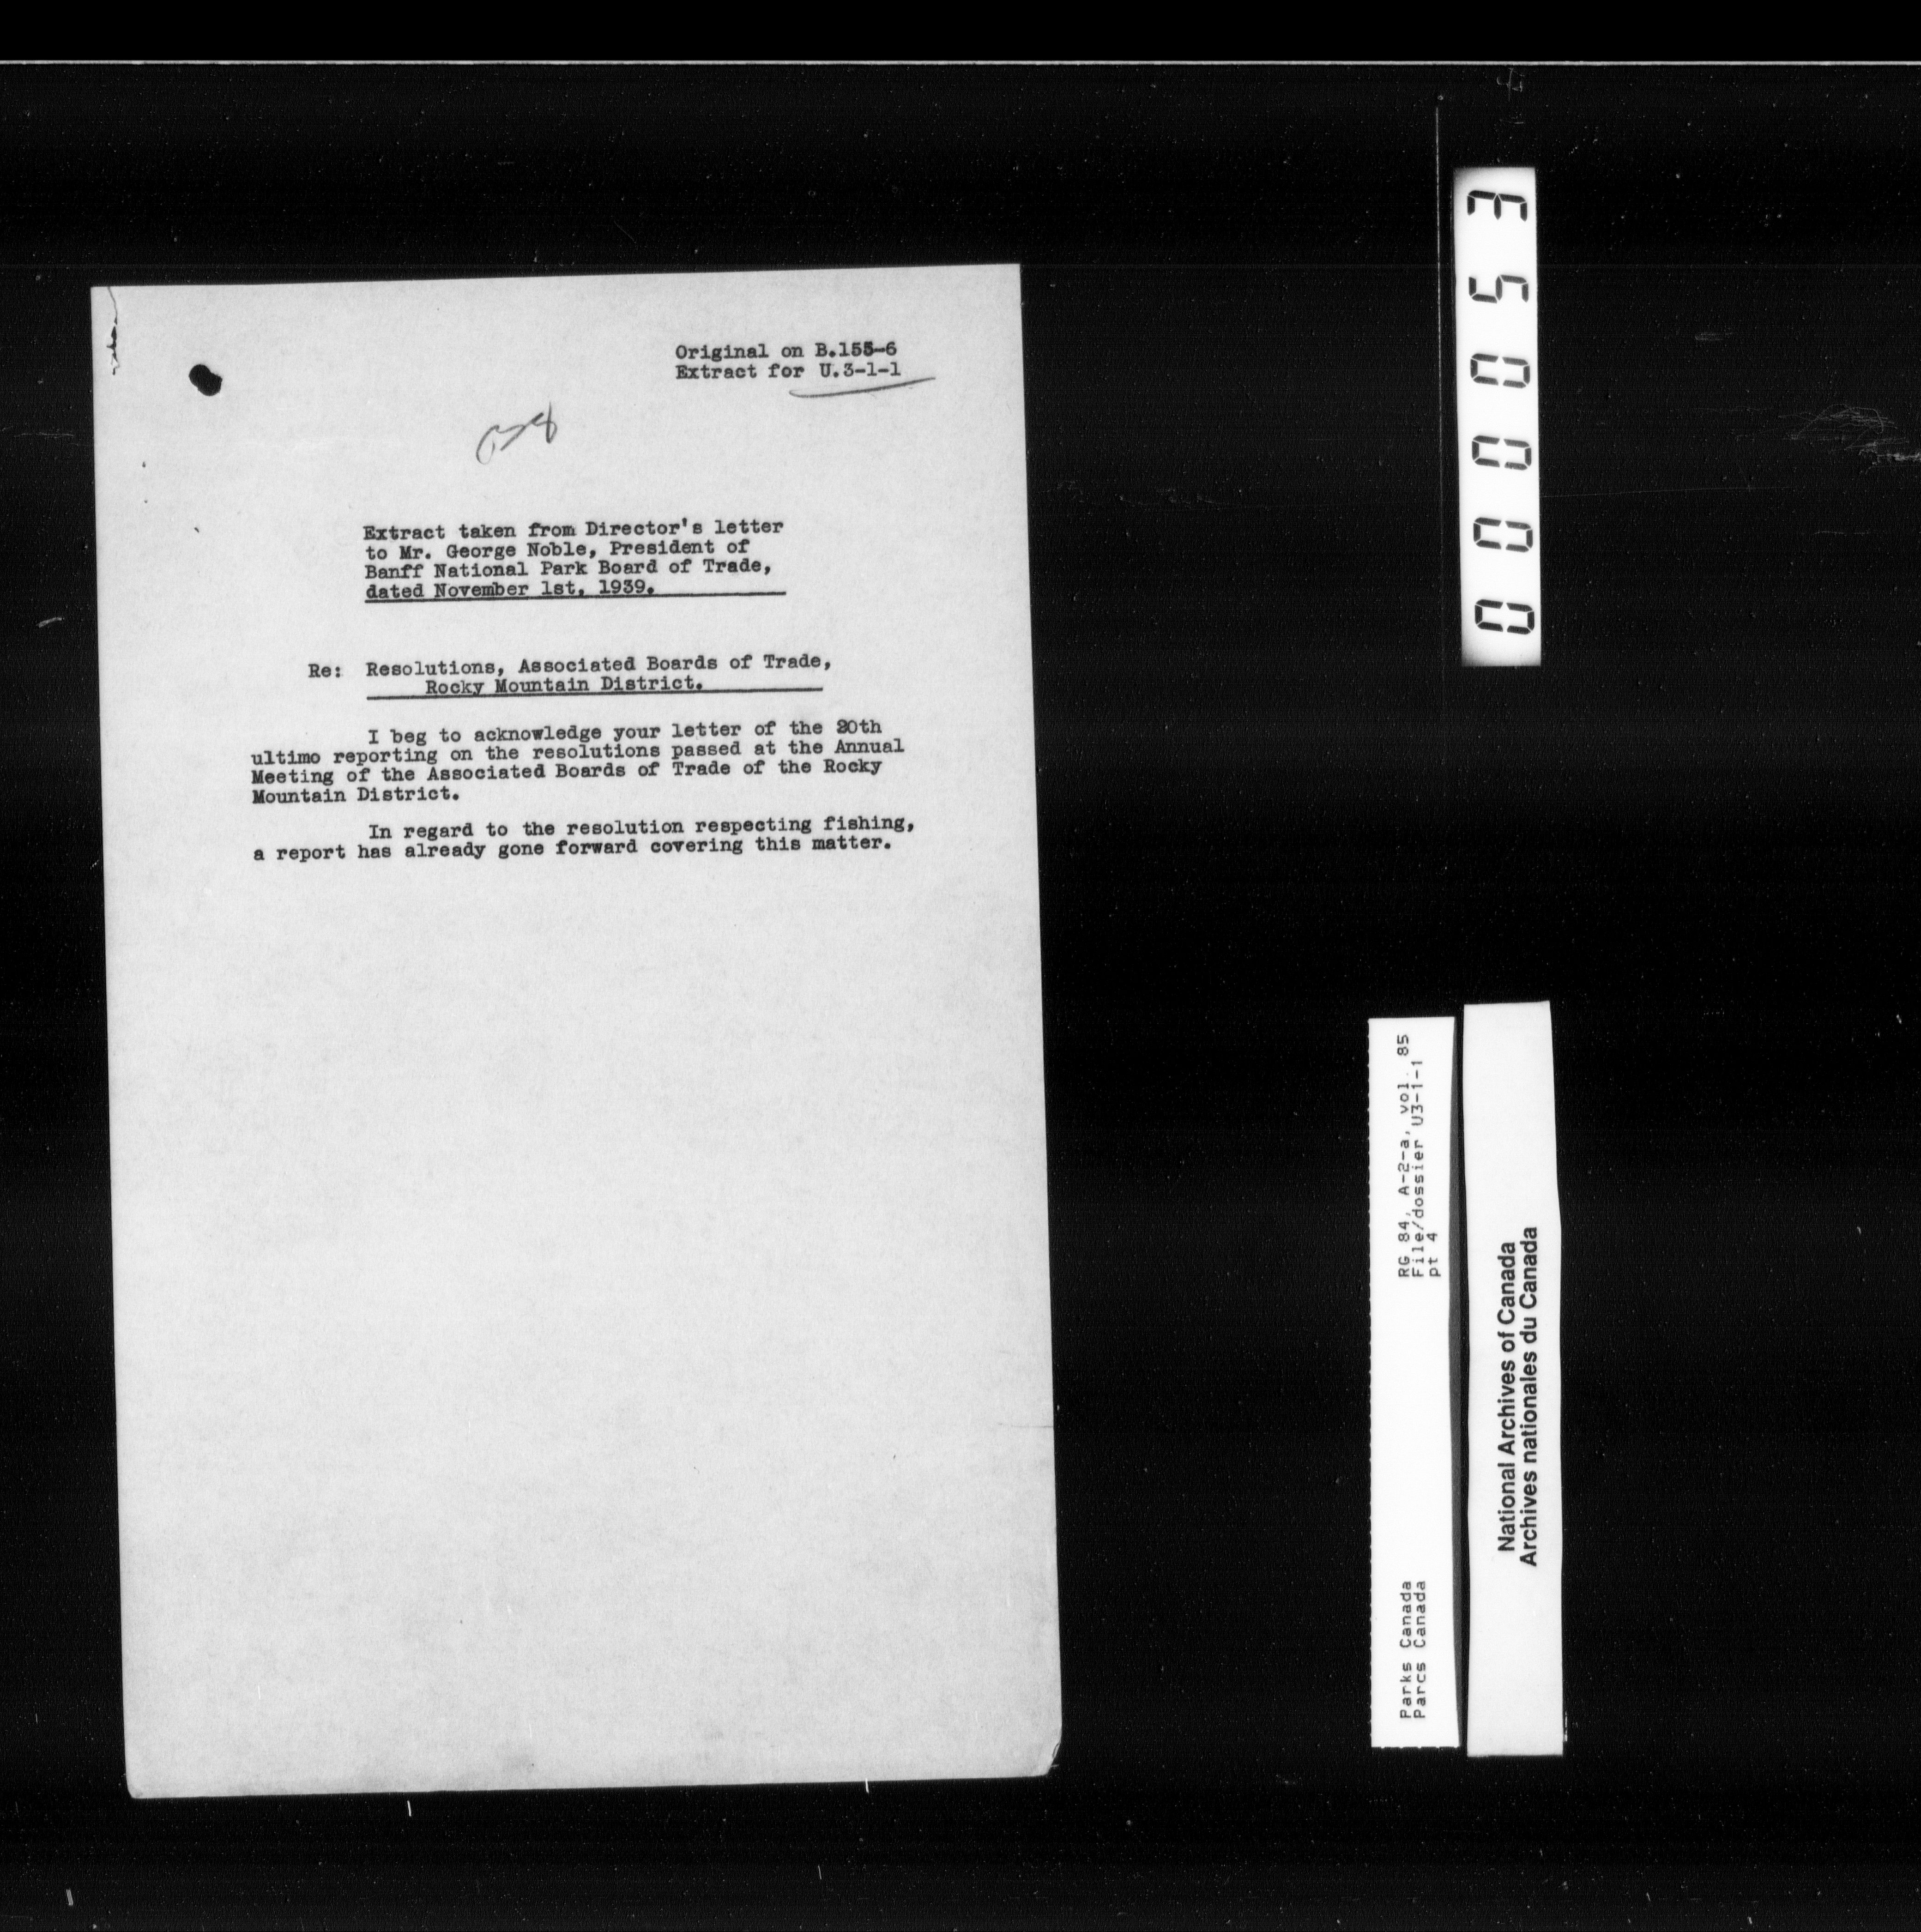 Original on B.155-6
Extract for U.3-1-1
Extract taken from Director's letter
to Mr. George Noble, President of
Banff National Park Board of Trade,
dated November 1st, 1939.
Re: Resolutions, Associated Boards of Trade,
Rocky Mountain District.
I beg to acknowledge your letter of the 20th
ultimo reporting on the resolutions passed at the Annual
Meeting of the Associated Boards of Trade of the Rocky
Mountain District.
In regard to the resolution respecting fishing,
a report has already gone forward covering this matter.
000053
RG 84, A-2-a, vol. 85
File/dossier U3-1-1
pt 4
Parks Canada
Parcs Canada
National Archives of Canada
Archives nationales du Canada